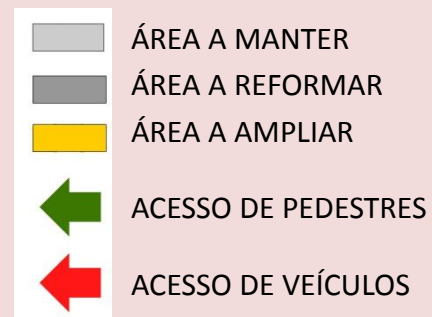 ÁREA A MANTER
ÁREA A REFORMAR
ÁREA A AMPLIAR
ACESSO DE PEDESTRES
ACESSO DE VEÍCULOS